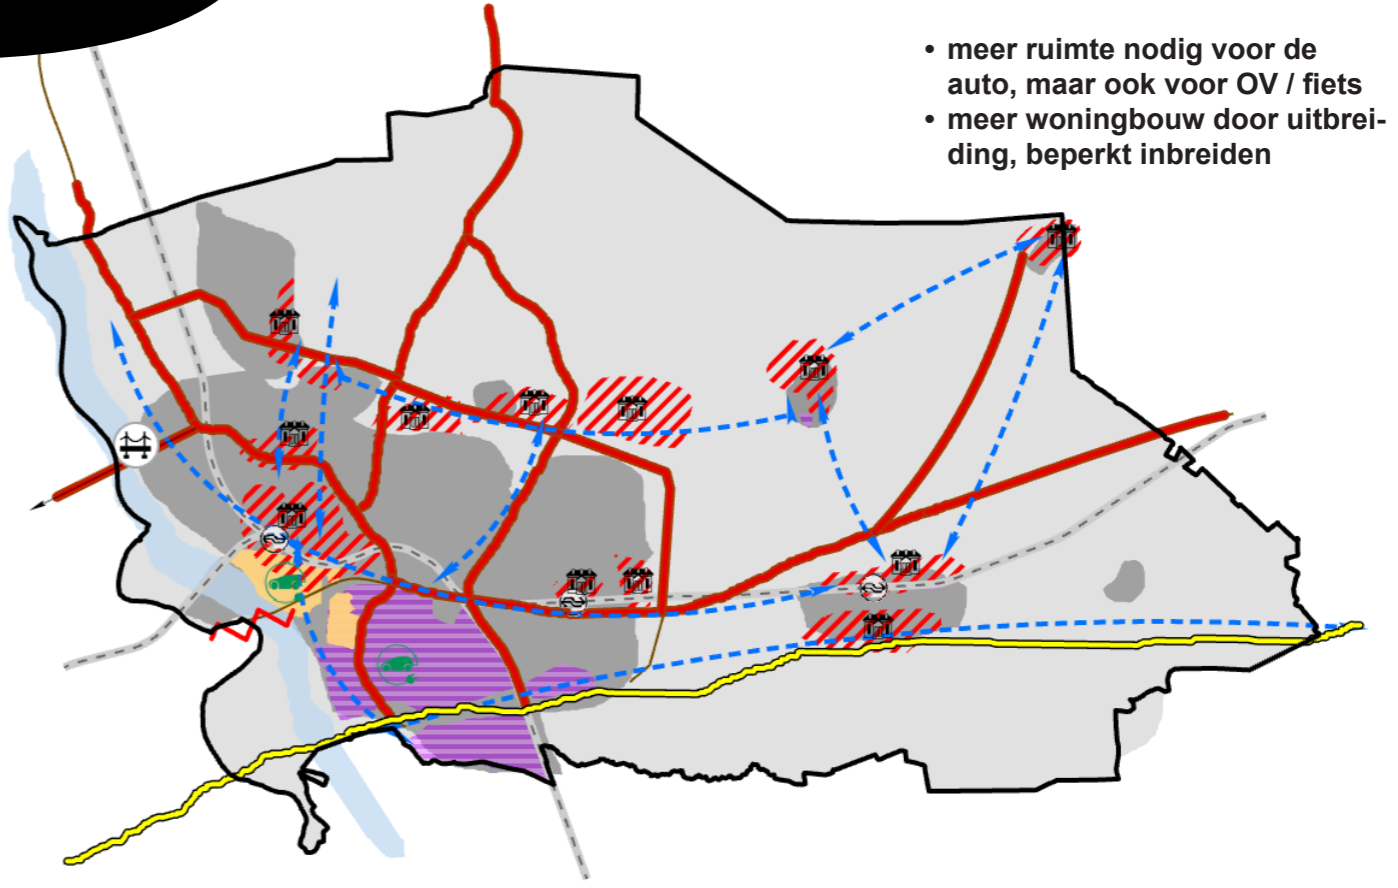 • meer ruimte nodig voor de
auto, maar ook voor OV / fiets
• meer woningbouw door uitbrei-
ding, beperkt inbreiden